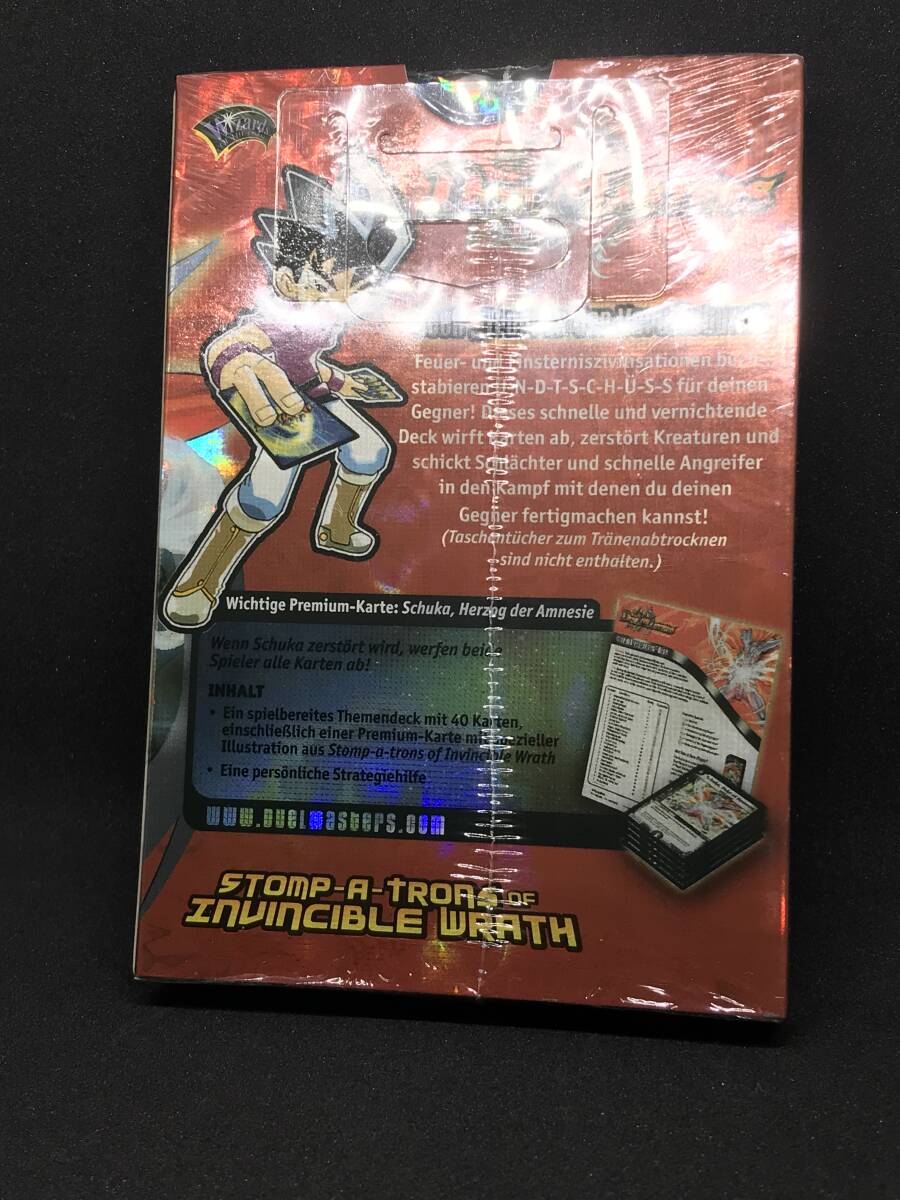 Wizards
Feuer- und Finsterniszivilisationen buch-
stabieren N-D-T-S-C-H-Ü-S-S für deinen
Gegner! Dieses schnelle und vernichtende
Deck wirft Karten ab, zerstört Kreaturen und
schickt Schlächter und schnelle Angreifer
in den Kampf mit denen du deinen
Gegner fertigmachen kannst!
(Taschentücher zum Tränenabtrocknen
sind nicht enthalten.)
Wichtige Premium-Karte: Schuka, Herzog der Amnesie
Wenn Schuka zerstört wird, werfen beide
Spieler alle Karten ab!
INHALT
• Ein spielbereites Themendeck mit 40 Karten,
einschließlich einer Premium-Karte mit spezieller
Illustration aus Stomp-a-trons of Invincible Wrath
• Eine persönliche Strategiehilfe
www.duelmasters.com
STOMP-A-TRONS OF
INVINCIBLE WRATH